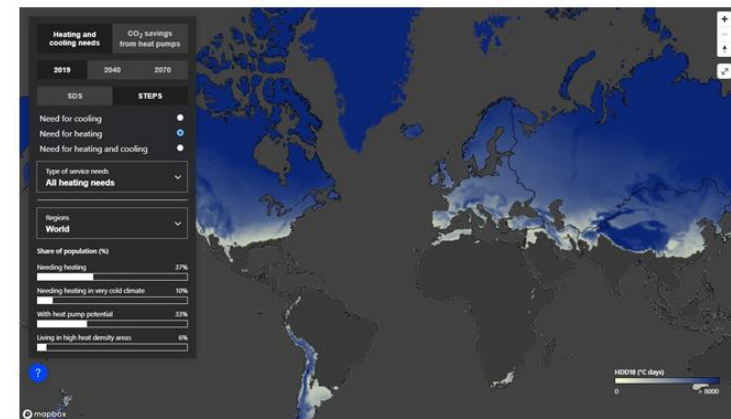 Heating and
cooling needs
CO₂ savings
from heat pumps
2019
2040
2070
SDS
STEPS
Need for cooling
Need for heating
Need for heating and cooling
Type of service needs
All heating needs
Regions
World
Share of population (%)
Needing heating 37%
Needing heating in very cold climate 10%
With heat pump potential 33%
Living in high heat density areas 6%
?
mapbox
HDD18 (°C days)
0 > 8000